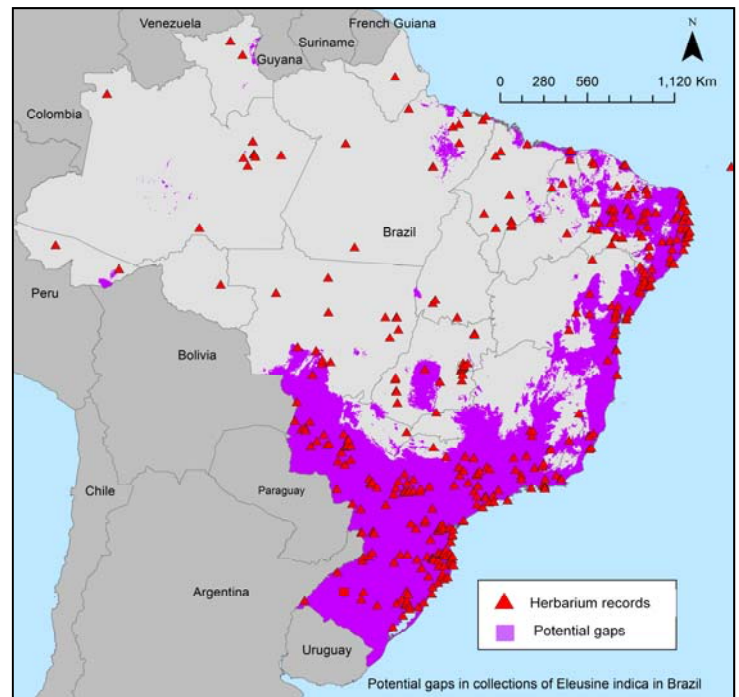 Venezuela
French Guiana
Suriname
Guyana
N
Colombia
0 280 560 1,120 Km
Brazil
Peru
Bolivia
Paraguay
Chile
Argentina
Uruguay
Herbarium records
Potential gaps
Potential gaps in collections of Eleusine indica in Brazil